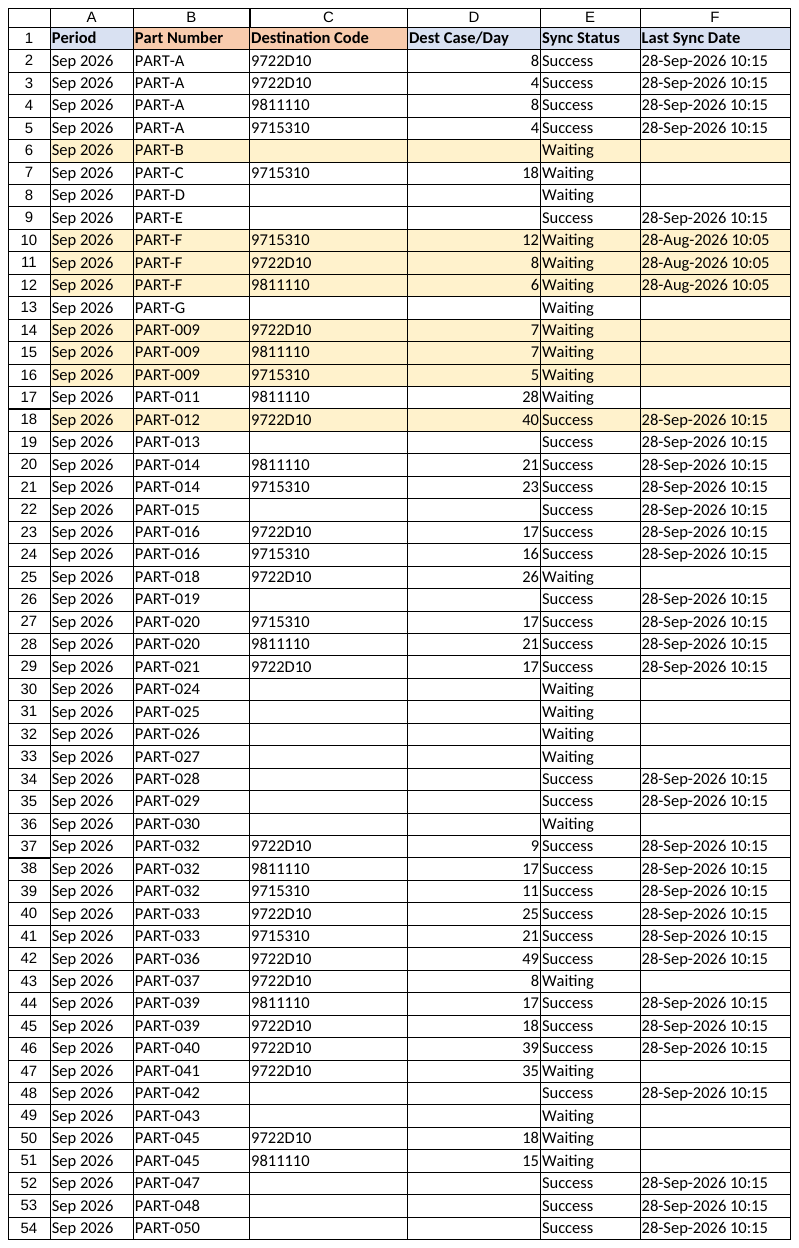 A B C D E F
1 Period Part Number Destination Code Dest Case/Day Sync Status Last Sync Date
2 Sep 2026 PART-A 9722D10 8 Success 28-Sep-2026 10:15
3 Sep 2026 PART-A 9722D10 4 Success 28-Sep-2026 10:15
4 Sep 2026 PART-A 9811110 8 Success 28-Sep-2026 10:15
5 Sep 2026 PART-A 9715310 4 Success 28-Sep-2026 10:15
6 Sep 2026 PART-B Waiting
7 Sep 2026 PART-C 9715310 18 Waiting
8 Sep 2026 PART-D Waiting
9 Sep 2026 PART-E Success 28-Sep-2026 10:15
10 Sep 2026 PART-F 9715310 12 Waiting 28-Aug-2026 10:05
11 Sep 2026 PART-F 9722D10 8 Waiting 28-Aug-2026 10:05
12 Sep 2026 PART-F 9811110 6 Waiting 28-Aug-2026 10:05
13 Sep 2026 PART-G Waiting
14 Sep 2026 PART-009 9722D10 7 Waiting
15 Sep 2026 PART-009 9811110 7 Waiting
16 Sep 2026 PART-009 9715310 5 Waiting
17 Sep 2026 PART-011 9811110 28 Waiting
18 Sep 2026 PART-012 9722D10 40 Success 28-Sep-2026 10:15
19 Sep 2026 PART-013 Success 28-Sep-2026 10:15
20 Sep 2026 PART-014 9811110 21 Success 28-Sep-2026 10:15
21 Sep 2026 PART-014 9715310 23 Success 28-Sep-2026 10:15
22 Sep 2026 PART-015 Success 28-Sep-2026 10:15
23 Sep 2026 PART-016 9722D10 17 Success 28-Sep-2026 10:15
24 Sep 2026 PART-016 9715310 16 Success 28-Sep-2026 10:15
25 Sep 2026 PART-018 9722D10 26 Waiting
26 Sep 2026 PART-019 Success 28-Sep-2026 10:15
27 Sep 2026 PART-020 9715310 17 Success 28-Sep-2026 10:15
28 Sep 2026 PART-020 9811110 21 Success 28-Sep-2026 10:15
29 Sep 2026 PART-021 9722D10 17 Success 28-Sep-2026 10:15
30 Sep 2026 PART-024 Waiting
31 Sep 2026 PART-025 Waiting
32 Sep 2026 PART-026 Waiting
33 Sep 2026 PART-027 Waiting
34 Sep 2026 PART-028 Success 28-Sep-2026 10:15
35 Sep 2026 PART-029 Success 28-Sep-2026 10:15
36 Sep 2026 PART-030 Waiting
37 Sep 2026 PART-032 9722D10 9 Success 28-Sep-2026 10:15
38 Sep 2026 PART-032 9811110 17 Success 28-Sep-2026 10:15
39 Sep 2026 PART-032 9715310 11 Success 28-Sep-2026 10:15
40 Sep 2026 PART-033 9722D10 25 Success 28-Sep-2026 10:15
41 Sep 2026 PART-033 9715310 21 Success 28-Sep-2026 10:15
42 Sep 2026 PART-036 9722D10 49 Success 28-Sep-2026 10:15
43 Sep 2026 PART-037 9722D10 8 Waiting
44 Sep 2026 PART-039 9811110 17 Success 28-Sep-2026 10:15
45 Sep 2026 PART-039 9722D10 18 Success 28-Sep-2026 10:15
46 Sep 2026 PART-040 9722D10 39 Success 28-Sep-2026 10:15
47 Sep 2026 PART-041 9722D10 35 Waiting
48 Sep 2026 PART-042 Success 28-Sep-2026 10:15
49 Sep 2026 PART-043 Waiting
50 Sep 2026 PART-045 9722D10 18 Waiting
51 Sep 2026 PART-045 9811110 15 Waiting
52 Sep 2026 PART-047 Success 28-Sep-2026 10:15
53 Sep 2026 PART-048 Success 28-Sep-2026 10:15
54 Sep 2026 PART-050 Success 28-Sep-2026 10:15